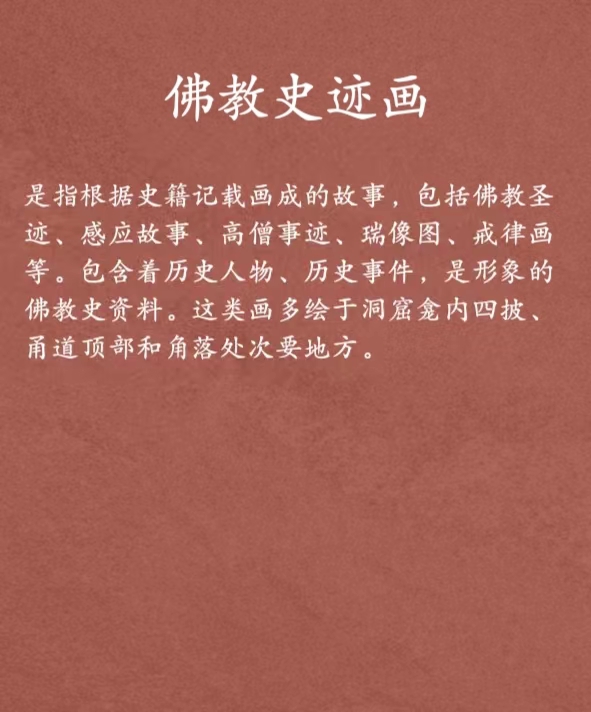 佛教史迹画
是指根据史籍记载画成的故事，包括佛教圣
迹、感应故事、高僧事迹、瑞像图、戒律画
等。包含着历史人物、历史事件，是形象的
佛教史资料。这类画多绘于洞窟龛内四披、
甬道顶部和角落处次要地方。